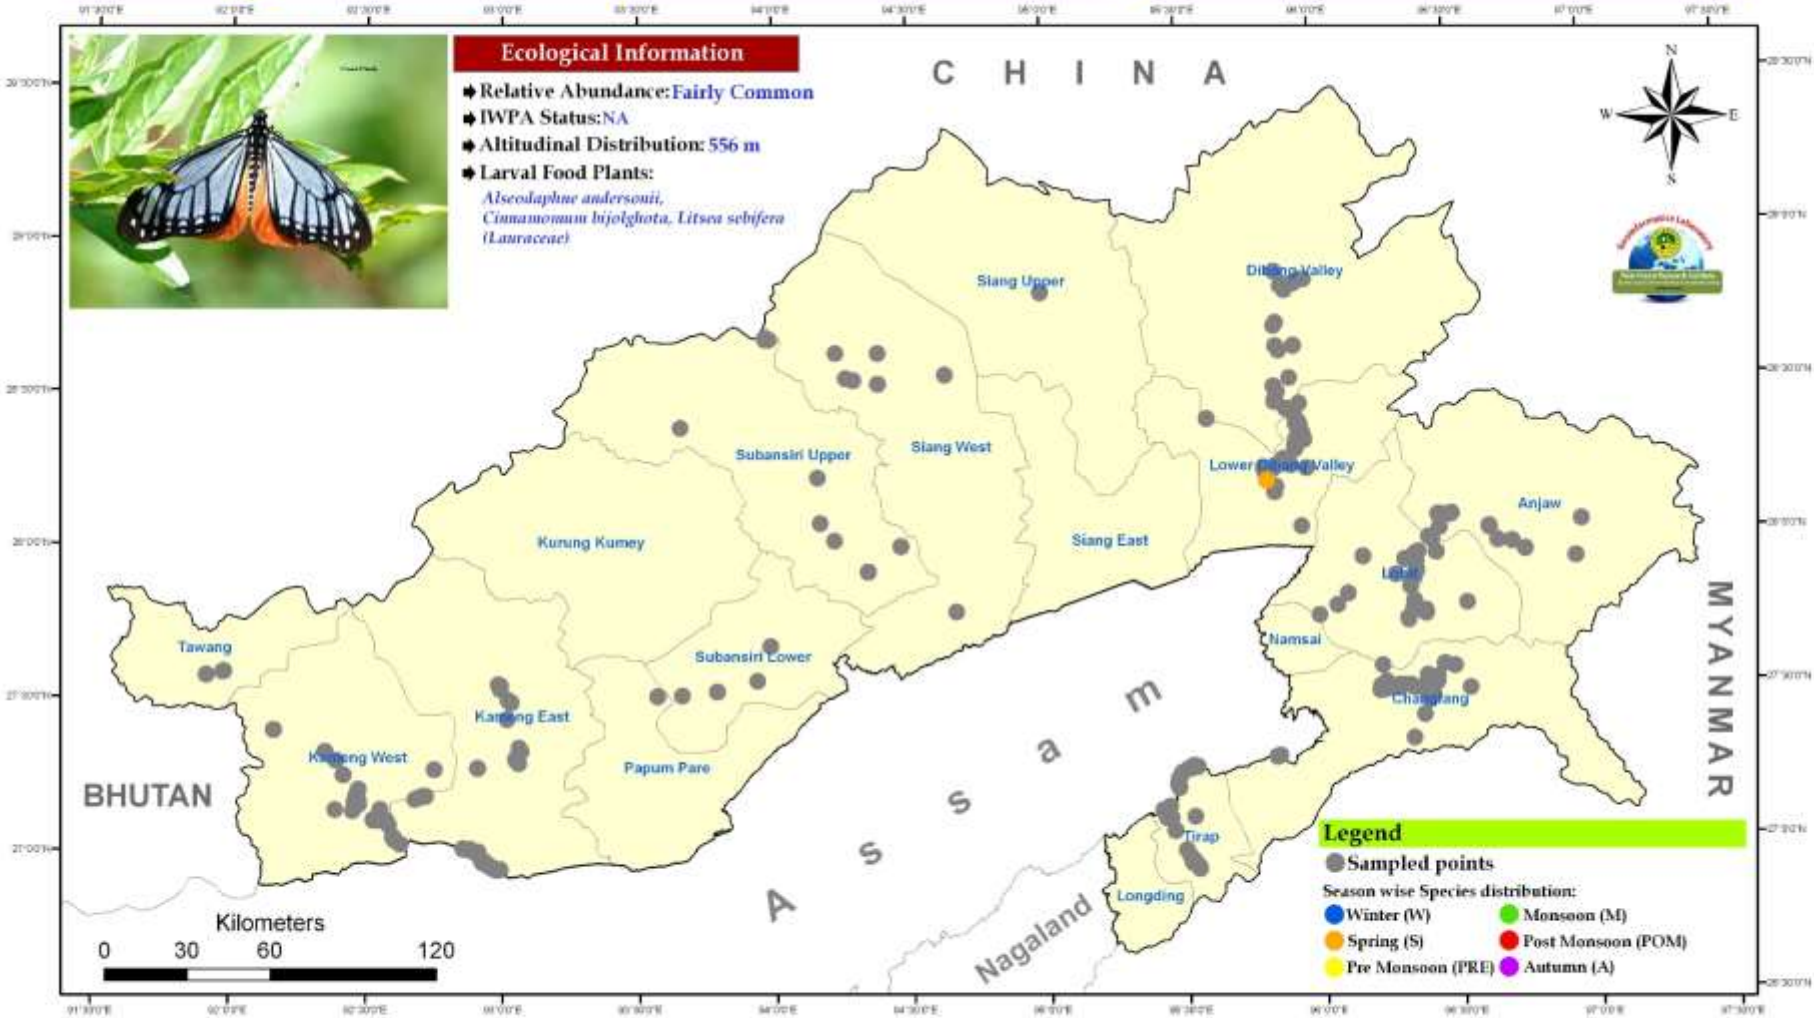 Ecological Information
Relative Abundance: Fairly Common
IWPA Status: NA
Altitudinal Distribution: 556 m
Larval Food Plants:
Alseodaphne andersonii,
Cinnamomum bijolghota, Litsea sebifera
(Lauraceae)
CHINA
N
W
E
S
Siang Upper
Dibang Valley
Subansiri Upper
Siang West
Lower Dibang Valley
Anjaw
Kurung Kumey
Siang East
Lohit
Tawang
Namsai
Subansiri Lower
MYANMAR
Changlang
Kameng East
Kameng West
Papum Pare
BHUTAN
Assam
Tirap
Longding
Nagaland
Kilometers
0 30 60 120
Legend
Sampled points
Season wise Species distribution:
Winter (W)
Monsoon (M)
Spring (S)
Post Monsoon (POM)
Pre Monsoon (PRE)
Autumn (A)